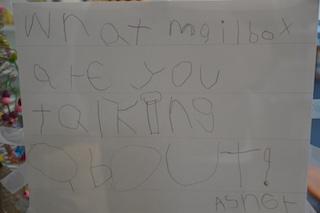 What mailbox
are you
talking
about?
Asher